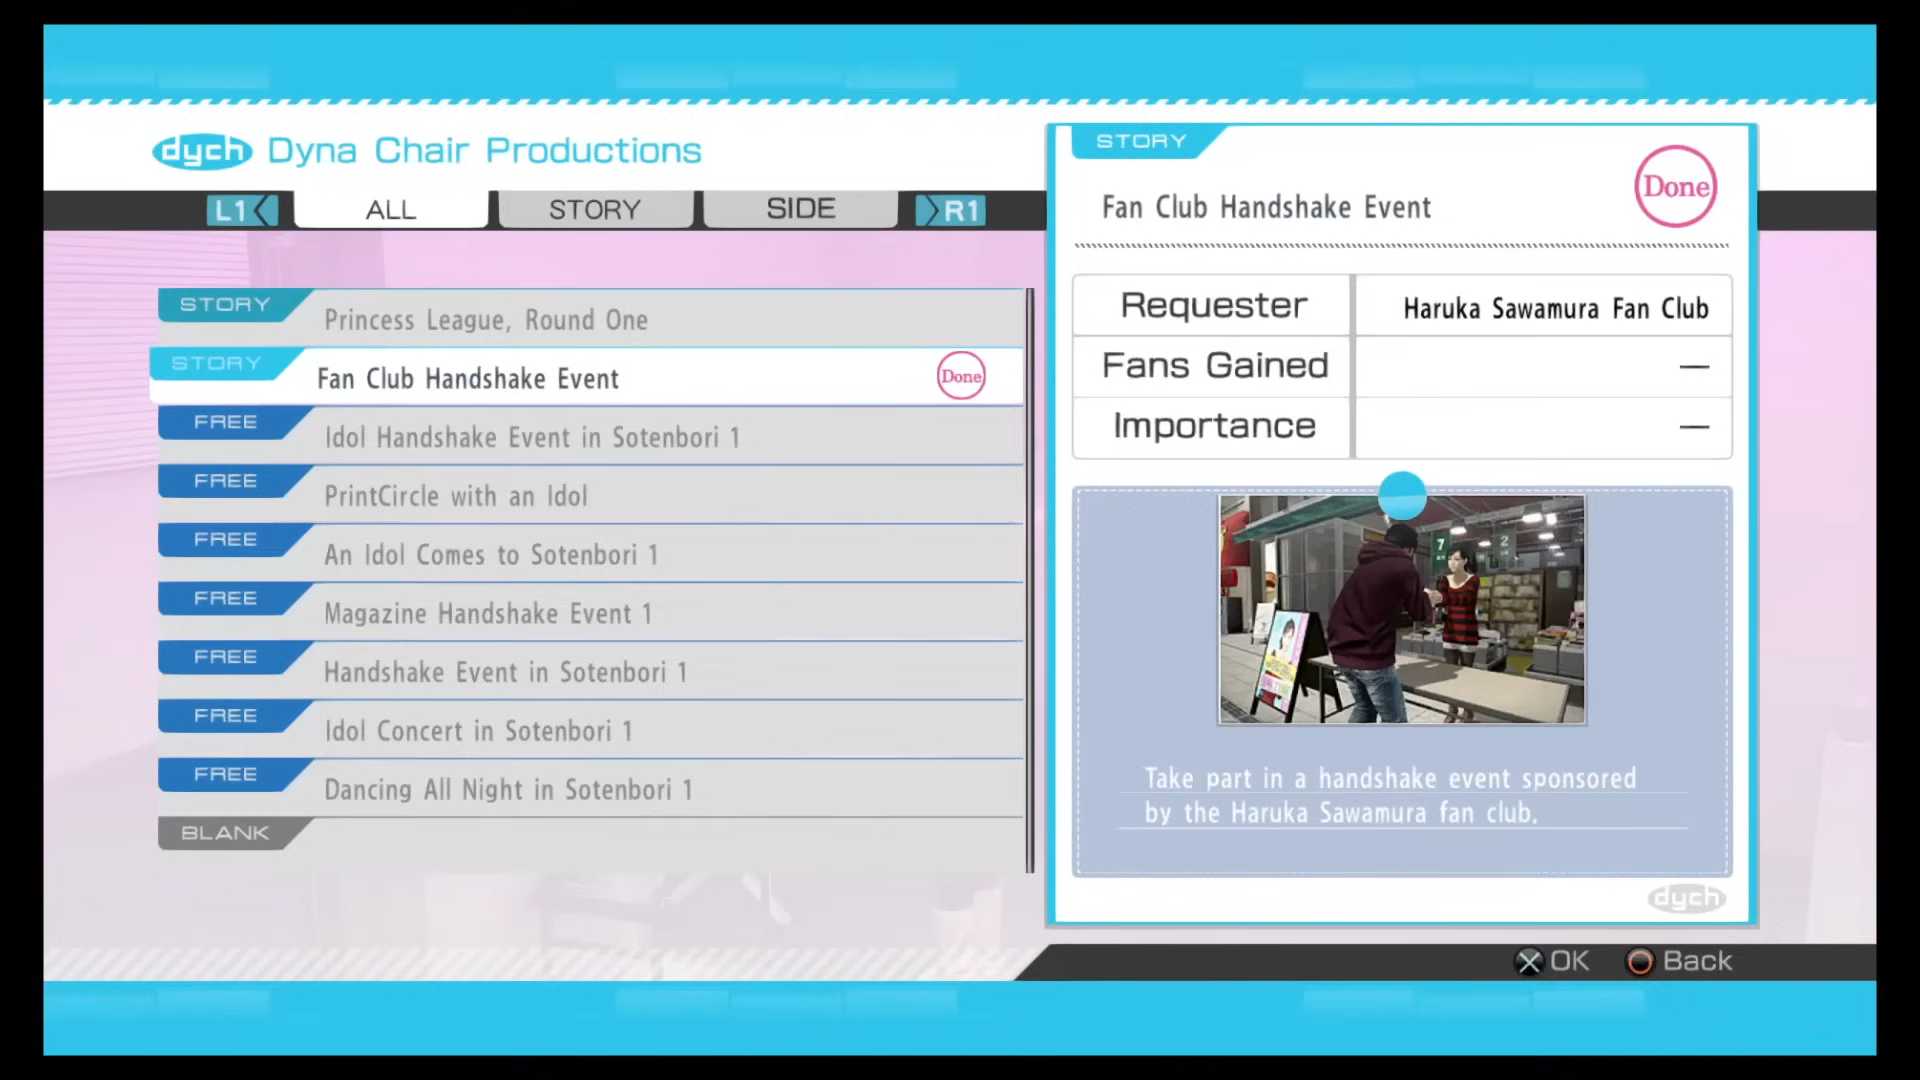 dych Dyna Chair Productions
L1 ALL STORY SIDE R1
STORY Princess League, Round One
STORY Fan Club Handshake Event Done
FREE Idol Handshake Event in Sotenbori 1
FREE PrintCircle with an Idol
FREE An Idol Comes to Sotenbori 1
FREE Magazine Handshake Event 1
FREE Handshake Event in Sotenbori 1
FREE Idol Concert in Sotenbori 1
FREE Dancing All Night in Sotenbori 1
BLANK
STORY
Fan Club Handshake Event Done
Requester Haruka Sawamura Fan Club
Fans Gained —
Importance —
7 2
Take part in a handshake event sponsored
by the Haruka Sawamura fan club.
dych
OK Back